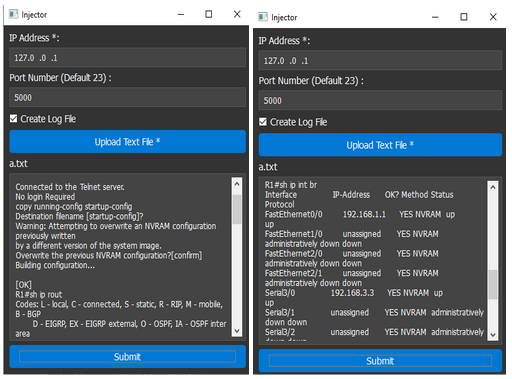 Injector
IP Address *:
127.0 .0 .1
Port Number (Default 23) :
5000
Create Log File
Upload Text File *
a.txt
Connected to the Telnet server.
No login Required
copy running-config startup-config
Destination filename [startup-config]?
Warning: Attempting to overwrite an NVRAM configuration
previously written
by a different version of the system image.
Overwrite the previous NVRAM configuration?[confirm]
Building configuration...
[OK]
R1#sh ip rout
Codes: L - local, C - connected, S - static, R - RIP, M - mobile,
B - BGP
D - EIGRP, EX - EIGRP external, O - OSPF, IA - OSPF inter
area
Submit
Injector
IP Address *:
127.0 .0 .1
Port Number (Default 23) :
5000
Create Log File
Upload Text File *
a.txt
R1#sh ip int br
Interface IP-Address OK? Method Status
Protocol
FastEthernet0/0 192.168.1.1 YES NVRAM up
up
FastEthernet1/0 unassigned YES NVRAM
administratively down down
FastEthernet2/0 unassigned YES NVRAM
administratively down down
FastEthernet2/1 unassigned YES NVRAM
administratively down down
Serial3/0 192.168.3.3 YES NVRAM up
up
Serial3/1 unassigned YES NVRAM administratively
down down
Serial3/2 unassigned YES NVRAM administratively
down down
Submit